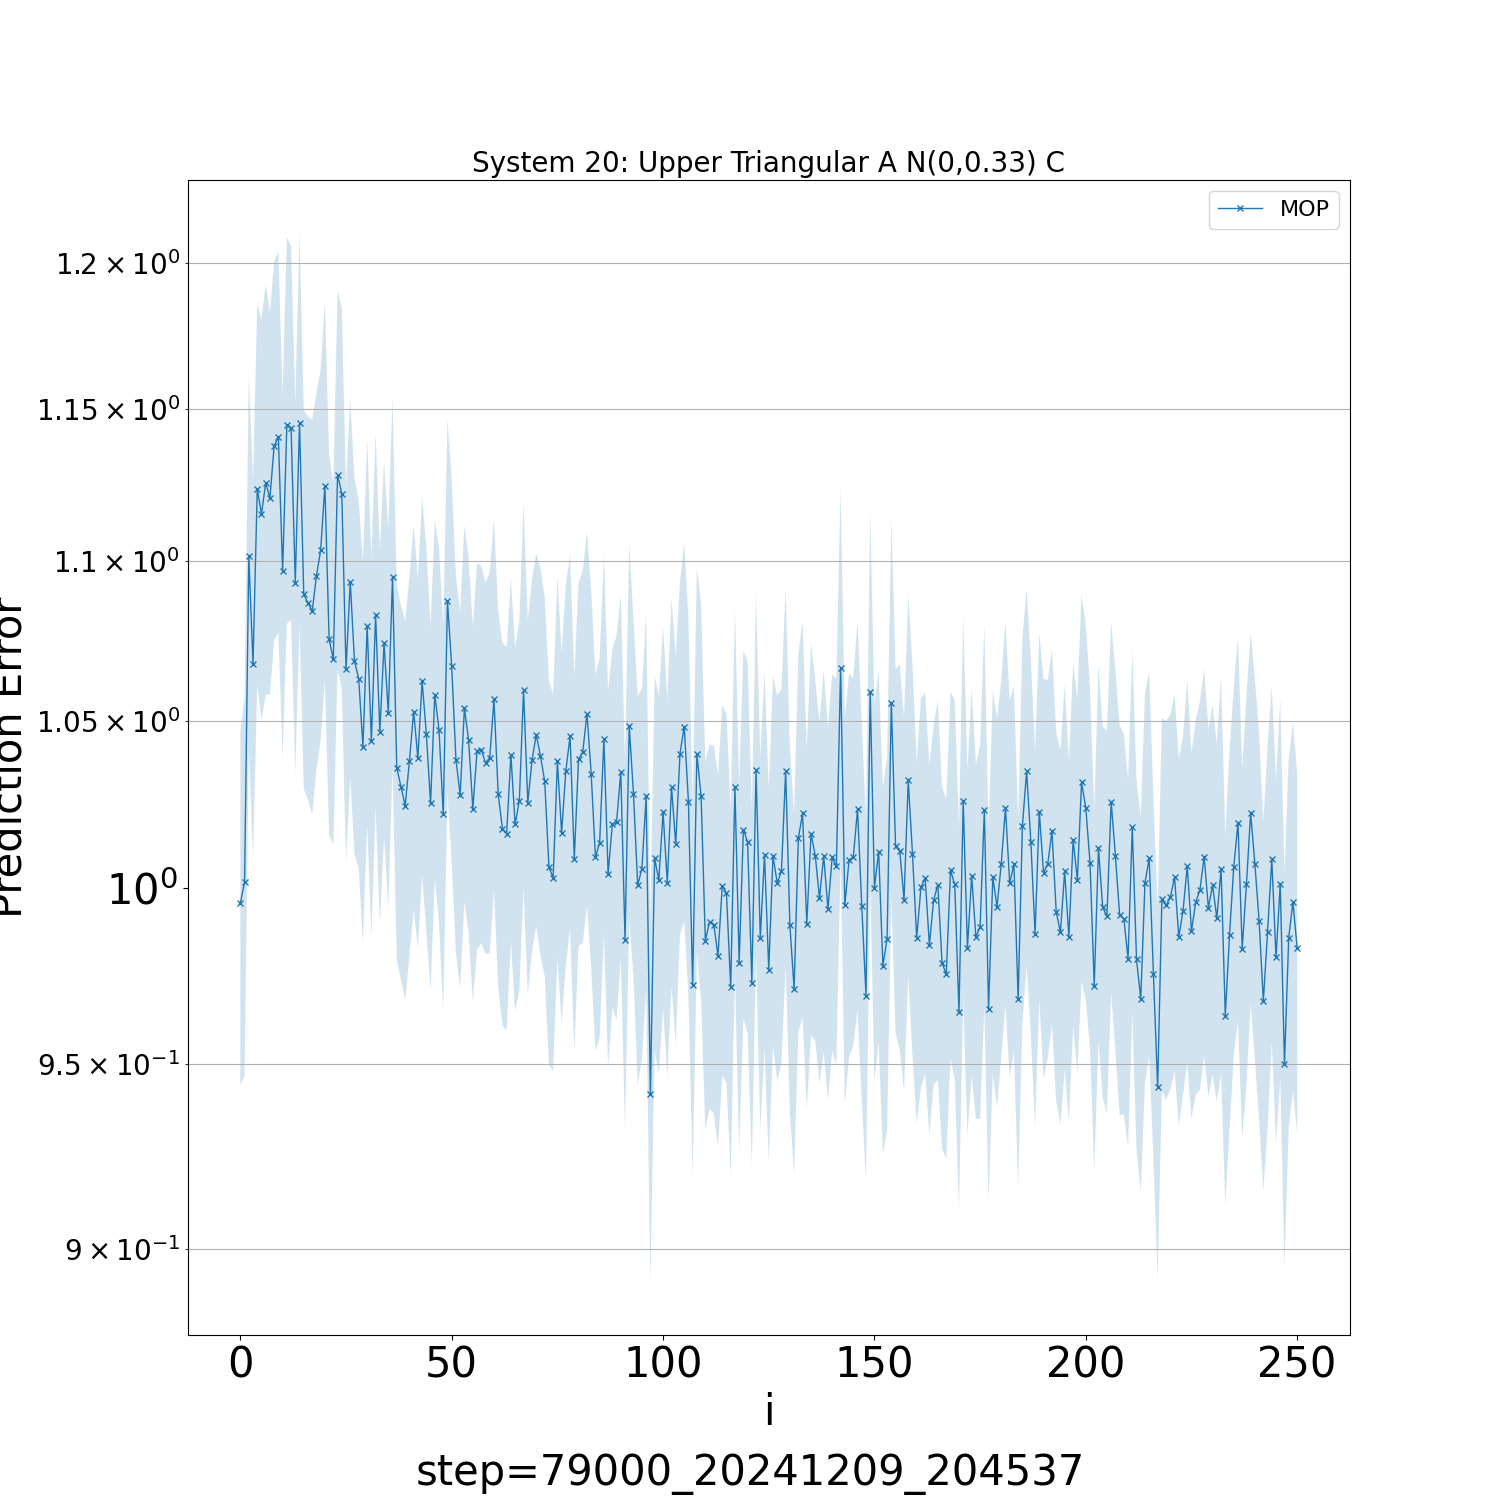 System 20: Upper Triangular A N(0,0.33) C
MOP
1.2 × 10⁰
1.15 × 10⁰
1.1 × 10⁰
1.05 × 10⁰
10⁰
9.5 × 10⁻¹
9 × 10⁻¹
Prediction Error
0 50 100 150 200 250
i
step=79000_20241209_204537